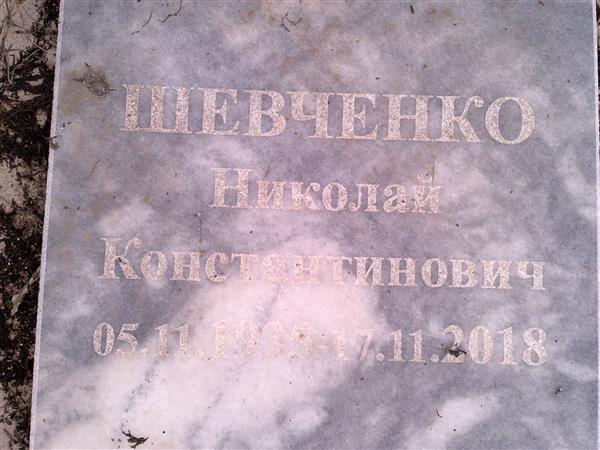 ШЕВЧЕНКО
Николай
Константинович
05.11.1935-17.11.2018